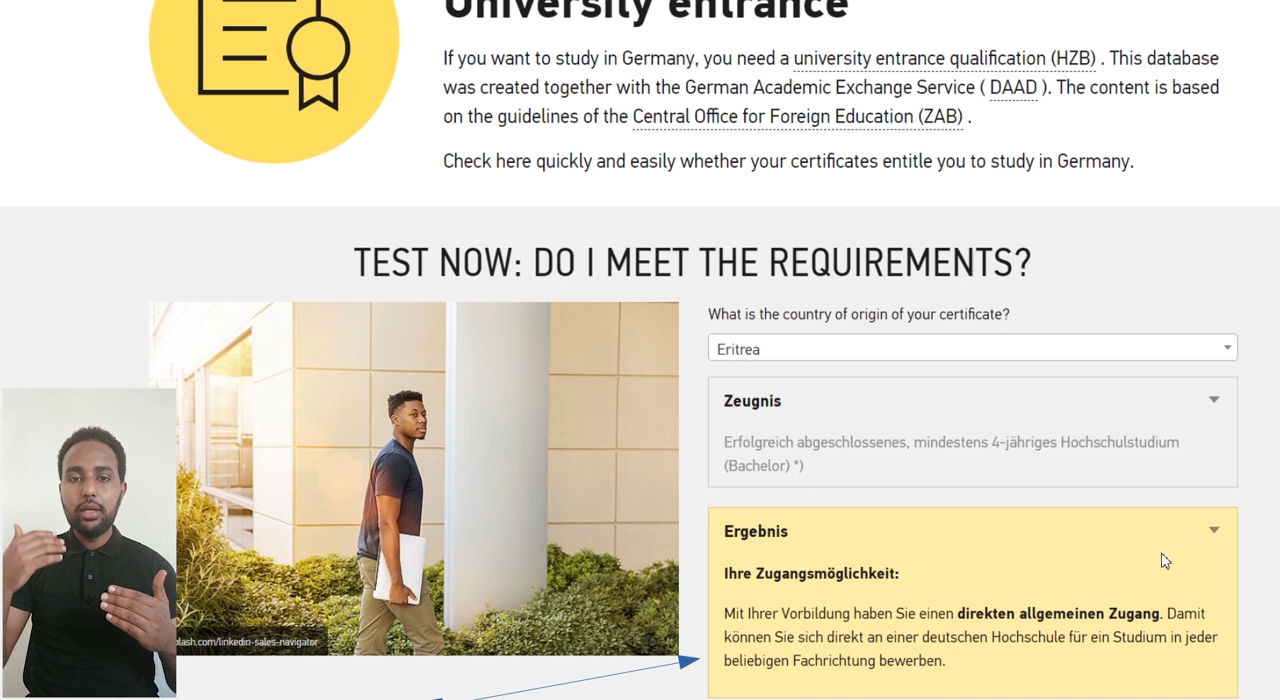 University entrance
If you want to study in Germany, you need a university entrance qualification (HZB) . This database
was created together with the German Academic Exchange Service ( DAAD ). The content is based
on the guidelines of the Central Office for Foreign Education (ZAB) .
Check here quickly and easily whether your certificates entitle you to study in Germany.
TEST NOW: DO I MEET THE REQUIREMENTS?
What is the country of origin of your certificate?
Eritrea
Zeugnis
Erfolgreich abgeschlossenes, mindestens 4-jähriges Hochschulstudium
(Bachelor) *)
Ergebnis
Ihre Zugangsmöglichkeit:
Mit Ihrer Vorbildung haben Sie einen direkten allgemeinen Zugang. Damit
können Sie sich direkt an einer deutschen Hochschule für ein Studium in jeder
beliebigen Fachrichtung bewerben.
plash.com/linkedin-sales-navigator